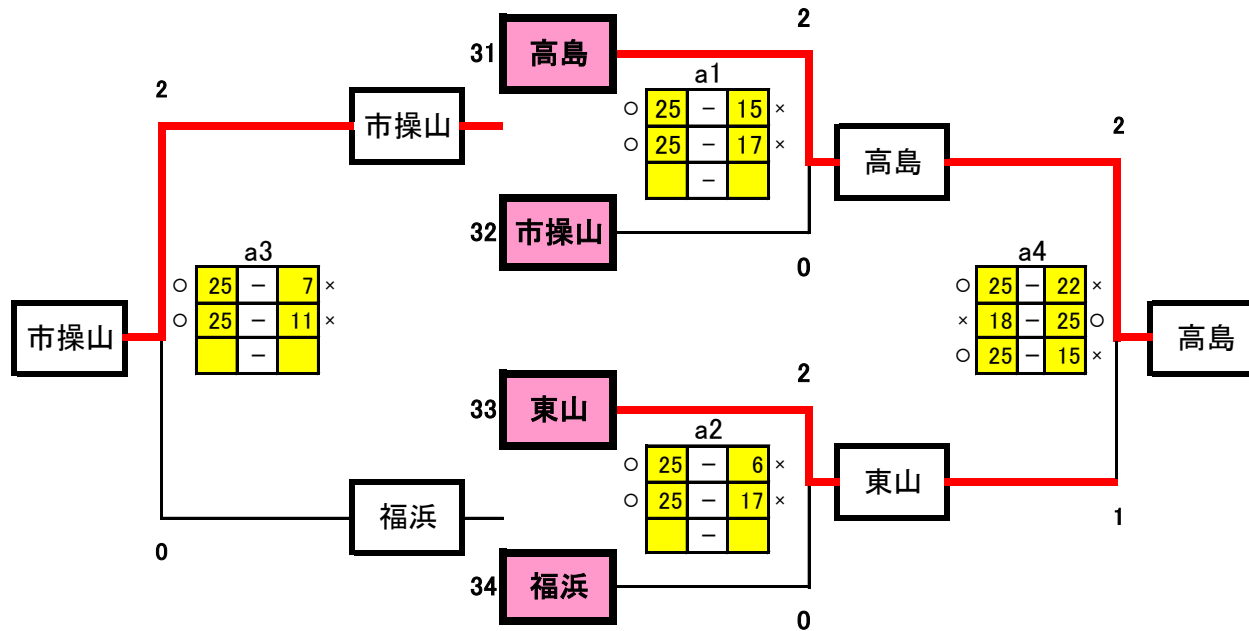 2
31 高島
a1
2
市操山
○ 25 − 15 ×
○ 25 − 17 ×
−
高島
2
32 市操山
0
a3
○ 25 − 7 ×
○ 25 − 11 ×
−
a4
○ 25 − 22 ×
× 18 − 25 ○
○ 25 − 15 ×
市操山
高島
2
33 東山
a2
○ 25 − 6 ×
○ 25 − 17 ×
−
東山
福浜
1
0
34 福浜
0